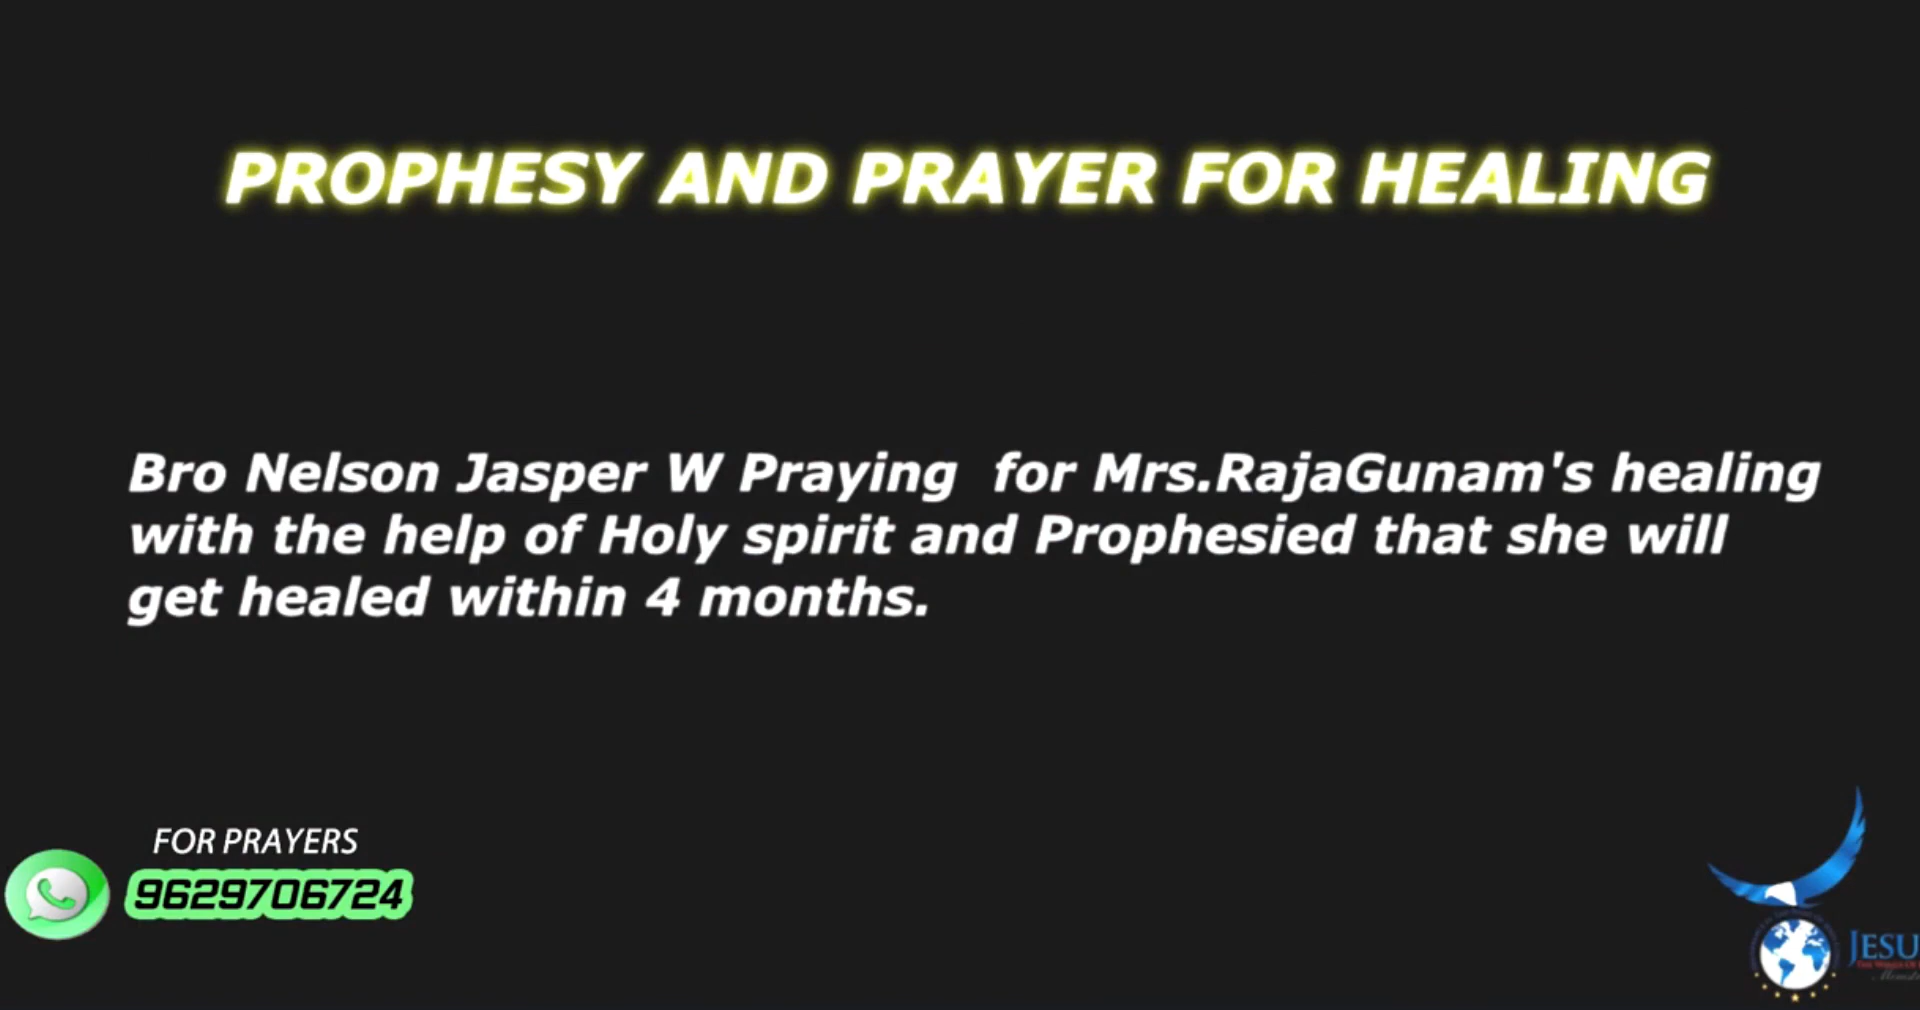 PROPHESY AND PRAYER FOR HEALING
Bro Nelson Jasper W Praying  for Mrs.RajaGunam's healing
with the help of Holy spirit and Prophesied that she will
get healed within 4 months.
FOR PRAYERS
9629706724
JESU